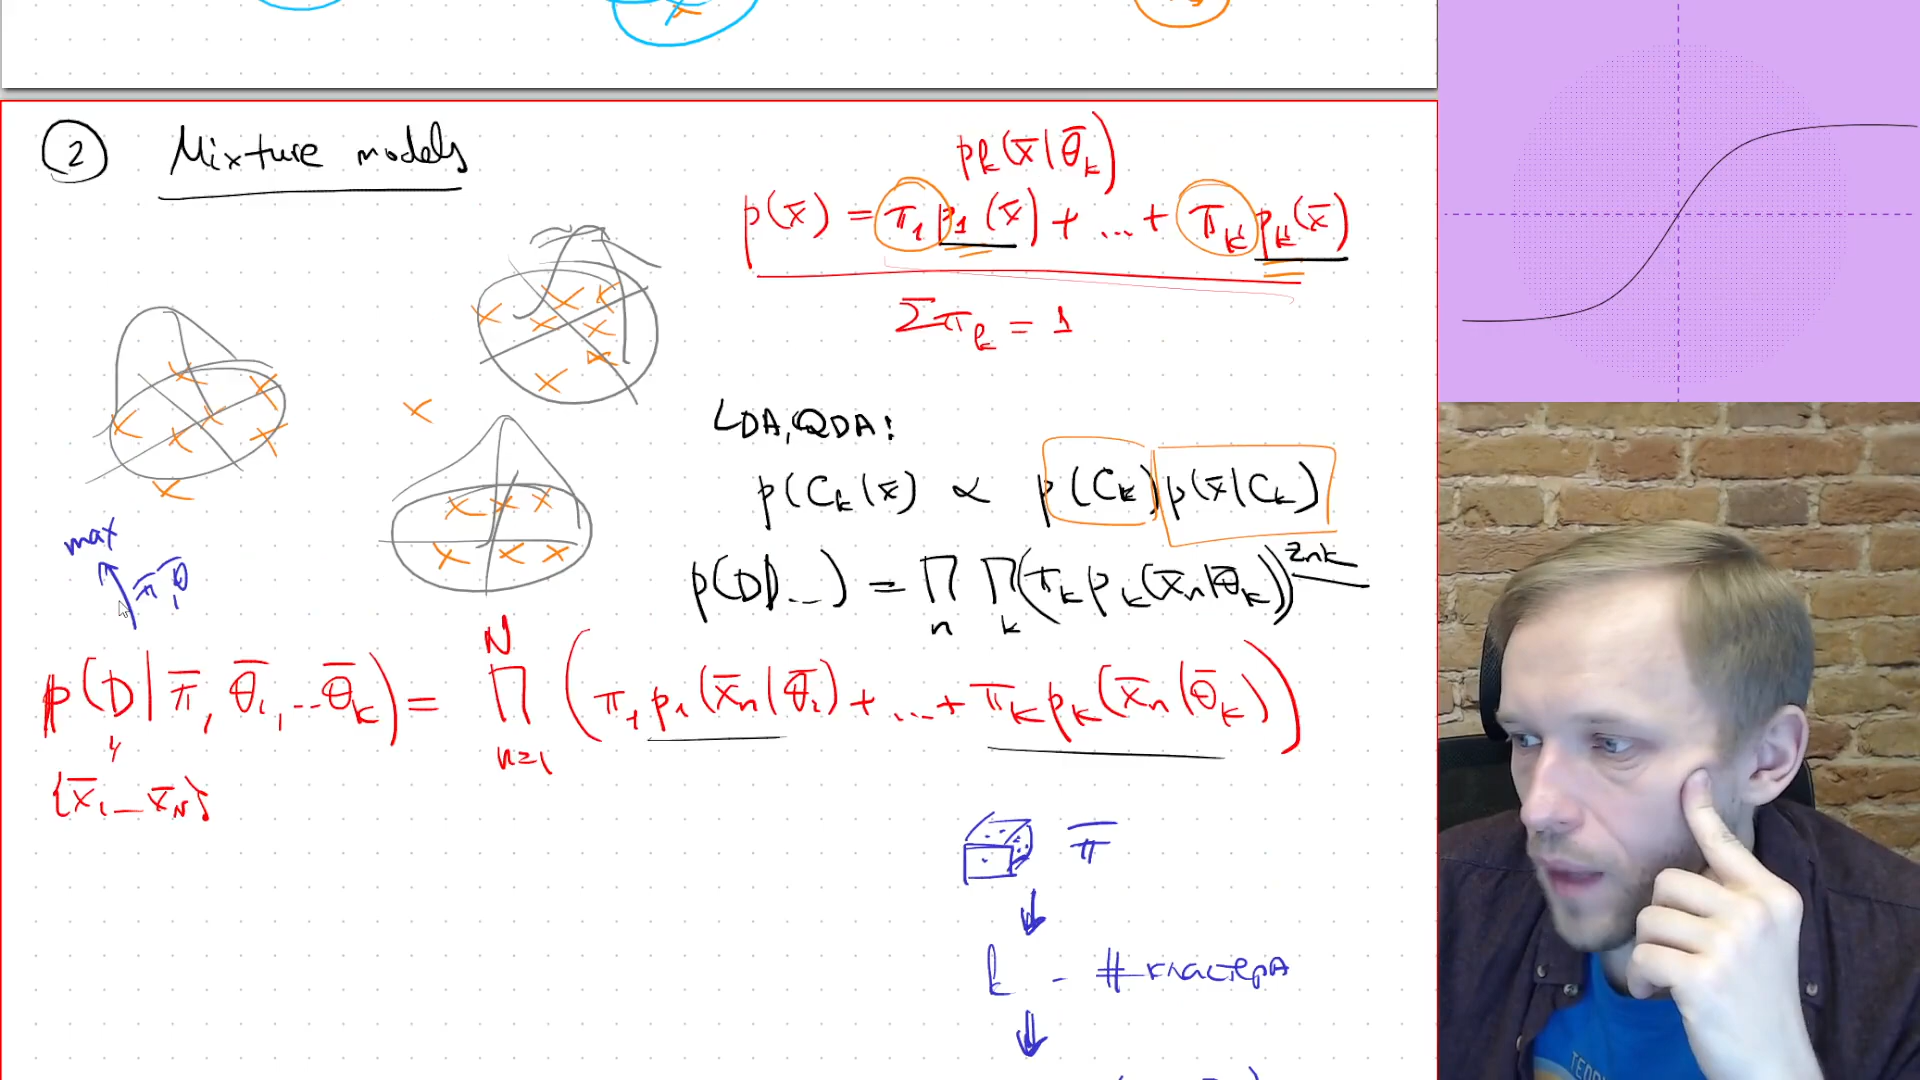 2 Mixture models
p_k(x̄|θ̄_k)
p(x̄) = π_1 p_1(x̄) + ... + π_K p_K(x̄)
Σπ_k = 1
LDA, QDA:
p(C_k|x̄) ∝ p(C_k) p(x̄|C_k)
max
π̄, θ̄
p(D|...) = ∏_n ∏_k (π_k p_k(x̄_n|θ̄_k))^{z_nk}
p(D|π̄, θ̄_1, ... θ̄_K) = ∏_{n=1}^{N} (π_1 p_1(x̄_n|θ̄_1) + ... + π_K p_K(x̄_n|θ̄_K))
{x̄_1 ... x̄_N}
π̄
k - # кластера